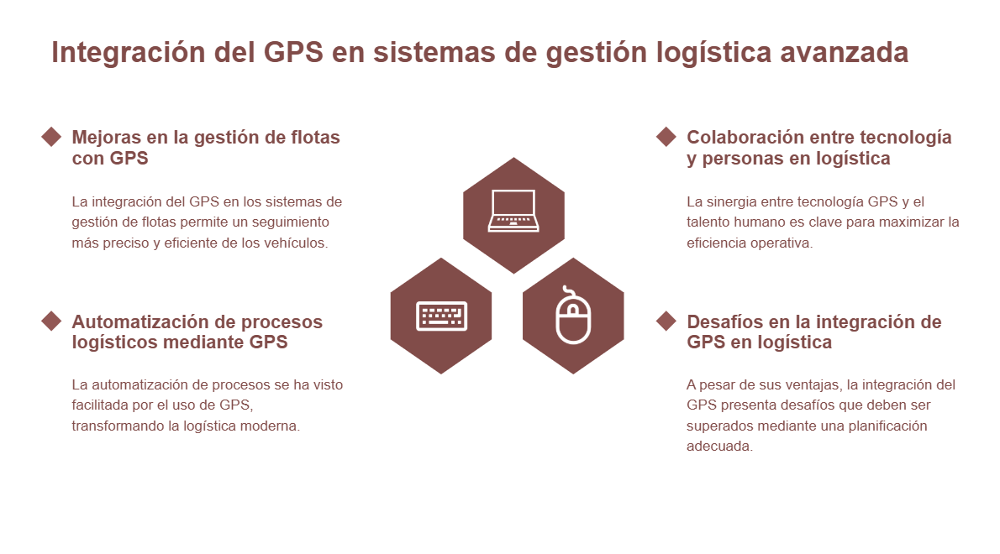 Integración del GPS en sistemas de gestión logística avanzada
Mejoras en la gestión de flotas
con GPS
La integración del GPS en los sistemas de
gestión de flotas permite un seguimiento
más preciso y eficiente de los vehículos.
Automatización de procesos
logísticos mediante GPS
La automatización de procesos se ha visto
facilitada por el uso de GPS,
transformando la logística moderna.
Colaboración entre tecnología
y personas en logística
La sinergia entre tecnología GPS y el
talento humano es clave para maximizar la
eficiencia operativa.
Desafíos en la integración de
GPS en logística
A pesar de sus ventajas, la integración del
GPS presenta desafíos que deben ser
superados mediante una planificación
adecuada.